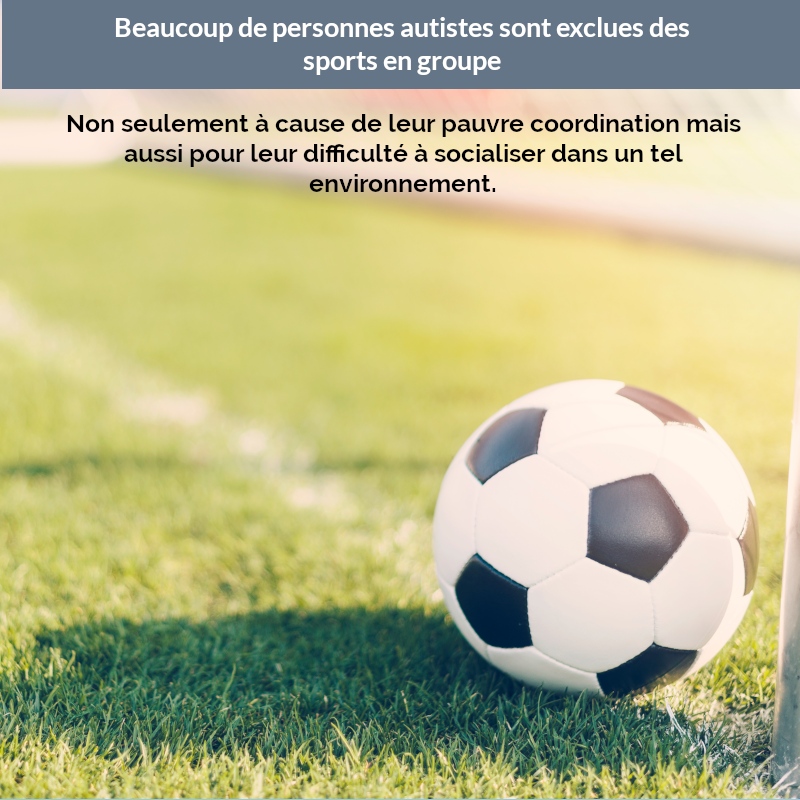 Beaucoup de personnes autistes sont exclues des
sports en groupe
Non seulement à cause de leur pauvre coordination mais
aussi pour leur difficulté à socialiser dans un tel
environnement.